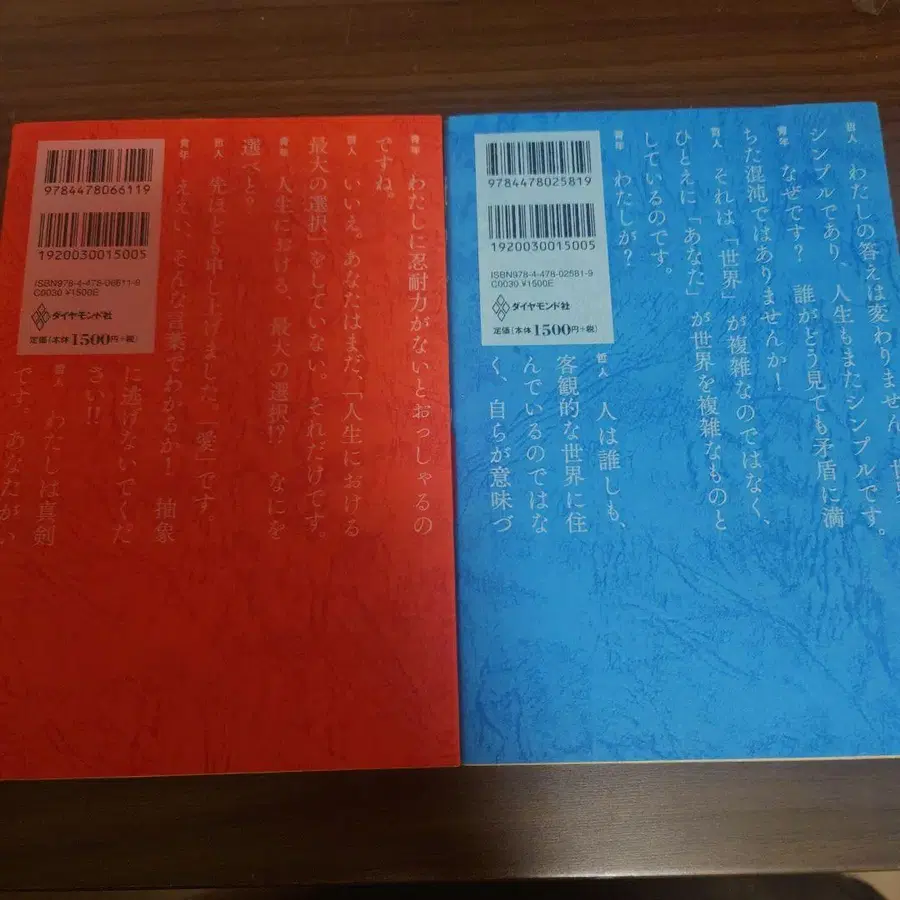 9784478066119
1920030015005
ISBN978-4-478-06611-9
C0030 ¥1500E
ダイヤモンド社
定価(本体1500円+税)
青年 わたしに忍耐力がないとおっしゃるの
ですね。
哲人 いいえ。あなたはまだ、「人生における
最大の選択」をしていない。それだけです。
青年 人生における、最大の選択!? なにを
選べと?
哲人 先ほども申し上げました。「愛」です。
青年 ええい、そんな言葉でわかるか! 抽象
に逃げないでくだ
さい!!
哲人 わたしは真剣
です。あなたがい
9784478025819
1920030015005
ISBN978-4-478-02581-9
C0030 ¥1500E
ダイヤモンド社
定価(本体1500円+税)
哲人 わたしの答えは変わりません。
シンプルであり、人生もまたシンプルです。
青年 なぜです? 誰がどう見ても矛盾に満
ちた混沌ではありませんか!
哲人 それは「世界」が複雑なのではなく、
ひとえに「あなた」が世界を複雑なものと
しているのです。
青年 わたしが?
哲人 人は誰しも、
客観的な世界に住
んでいるのではな
く、自らが意味づ